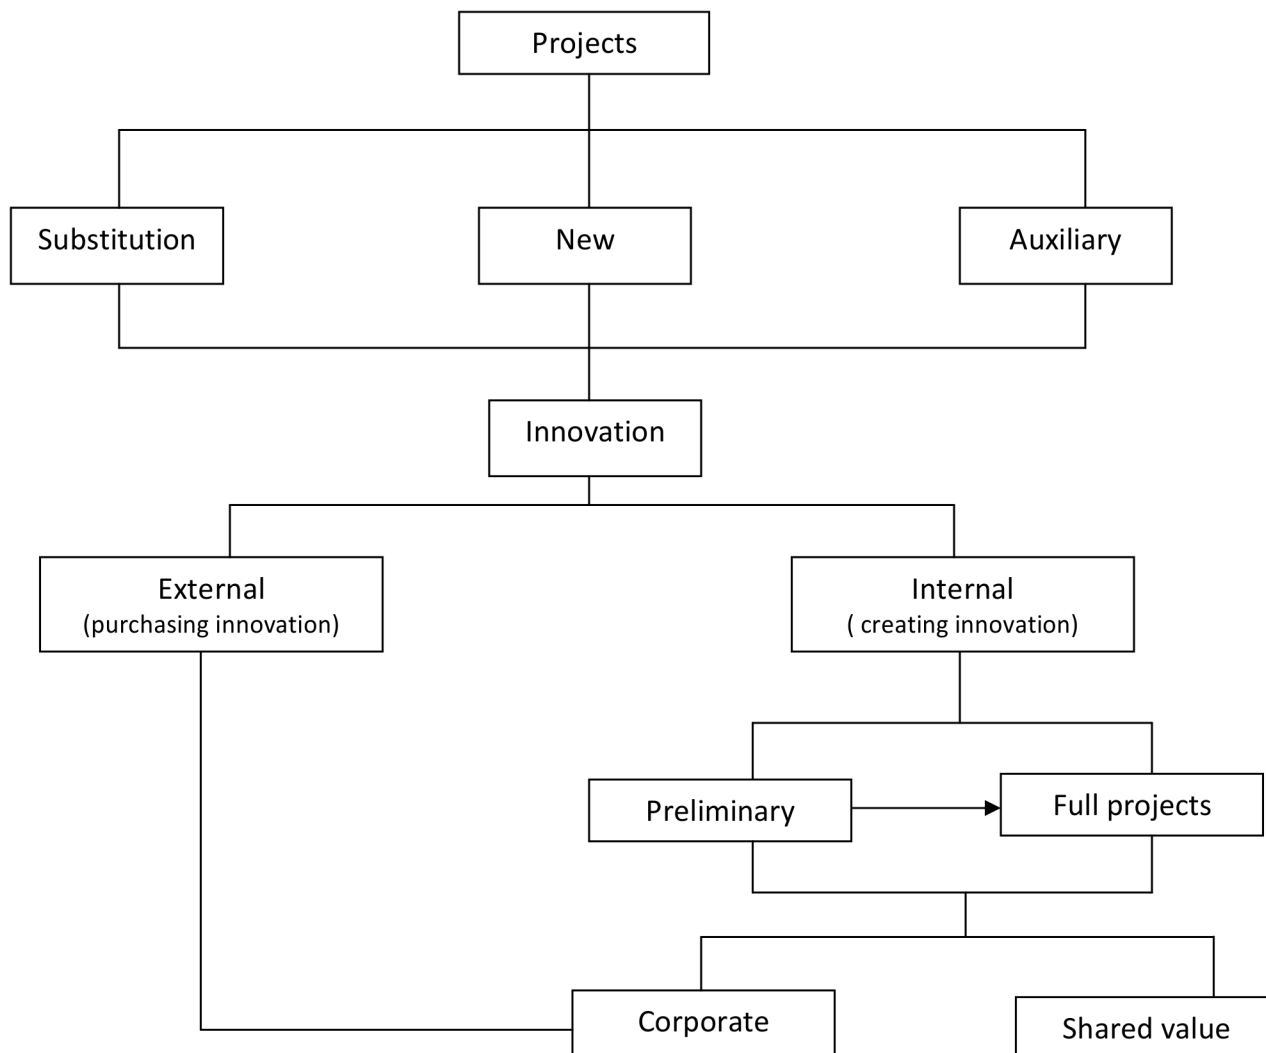 Projects
Substitution
New
Auxiliary
Innovation
External
(purchasing innovation)
Internal
( creating innovation)
Preliminary
Full projects
Corporate
Shared value